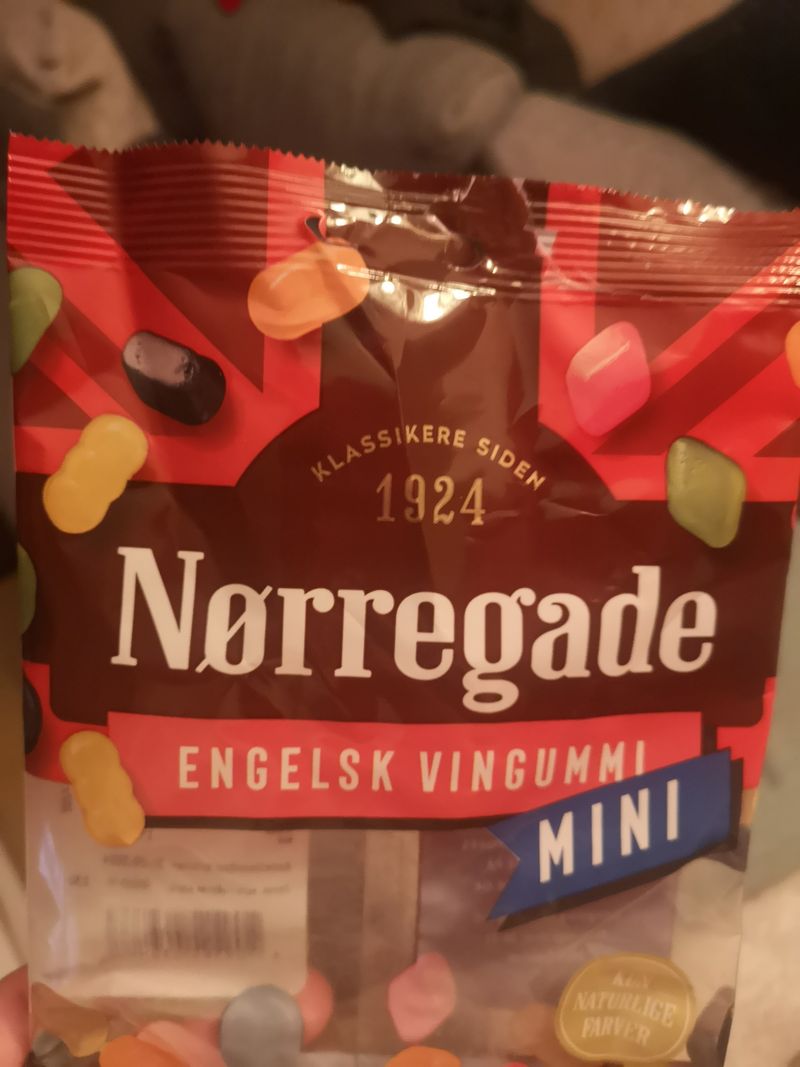 KLASSIKERE SIDEN
1924
Nørregade
ENGELSK VINGUMMI
MINI
KUN
NATURLIGE
FARVER